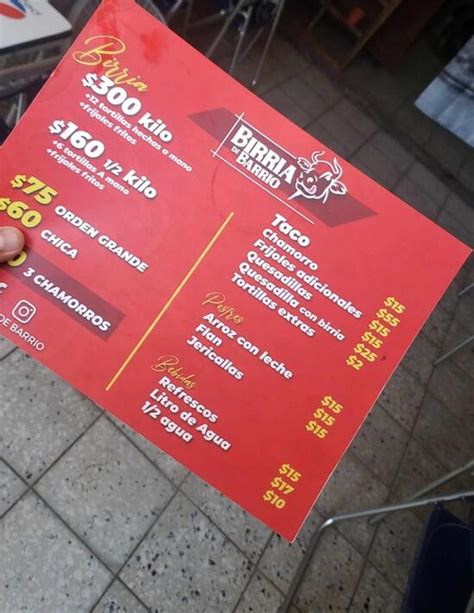 Birria
$300 kilo
+12 tortillas hechas a mano
+frijoles fritos
$160 1/2 kilo
+6 tortillas A mano
+frijoles fritos
$75 ORDEN GRANDE
$60 CHICA
3 CHAMORROS
DE BARRIO
BIRRIA
DE BARRIO
Taco $15
Chamorro $65
Frijoles adicionales $15
Quesadillas $15
Quesadilla con birria $25
Tortillas extras $2
Postres
Arroz con leche $15
Flan $15
Jericallas $15
Bebidas
Refrescos $15
Litro de Agua $17
1/2 agua $10